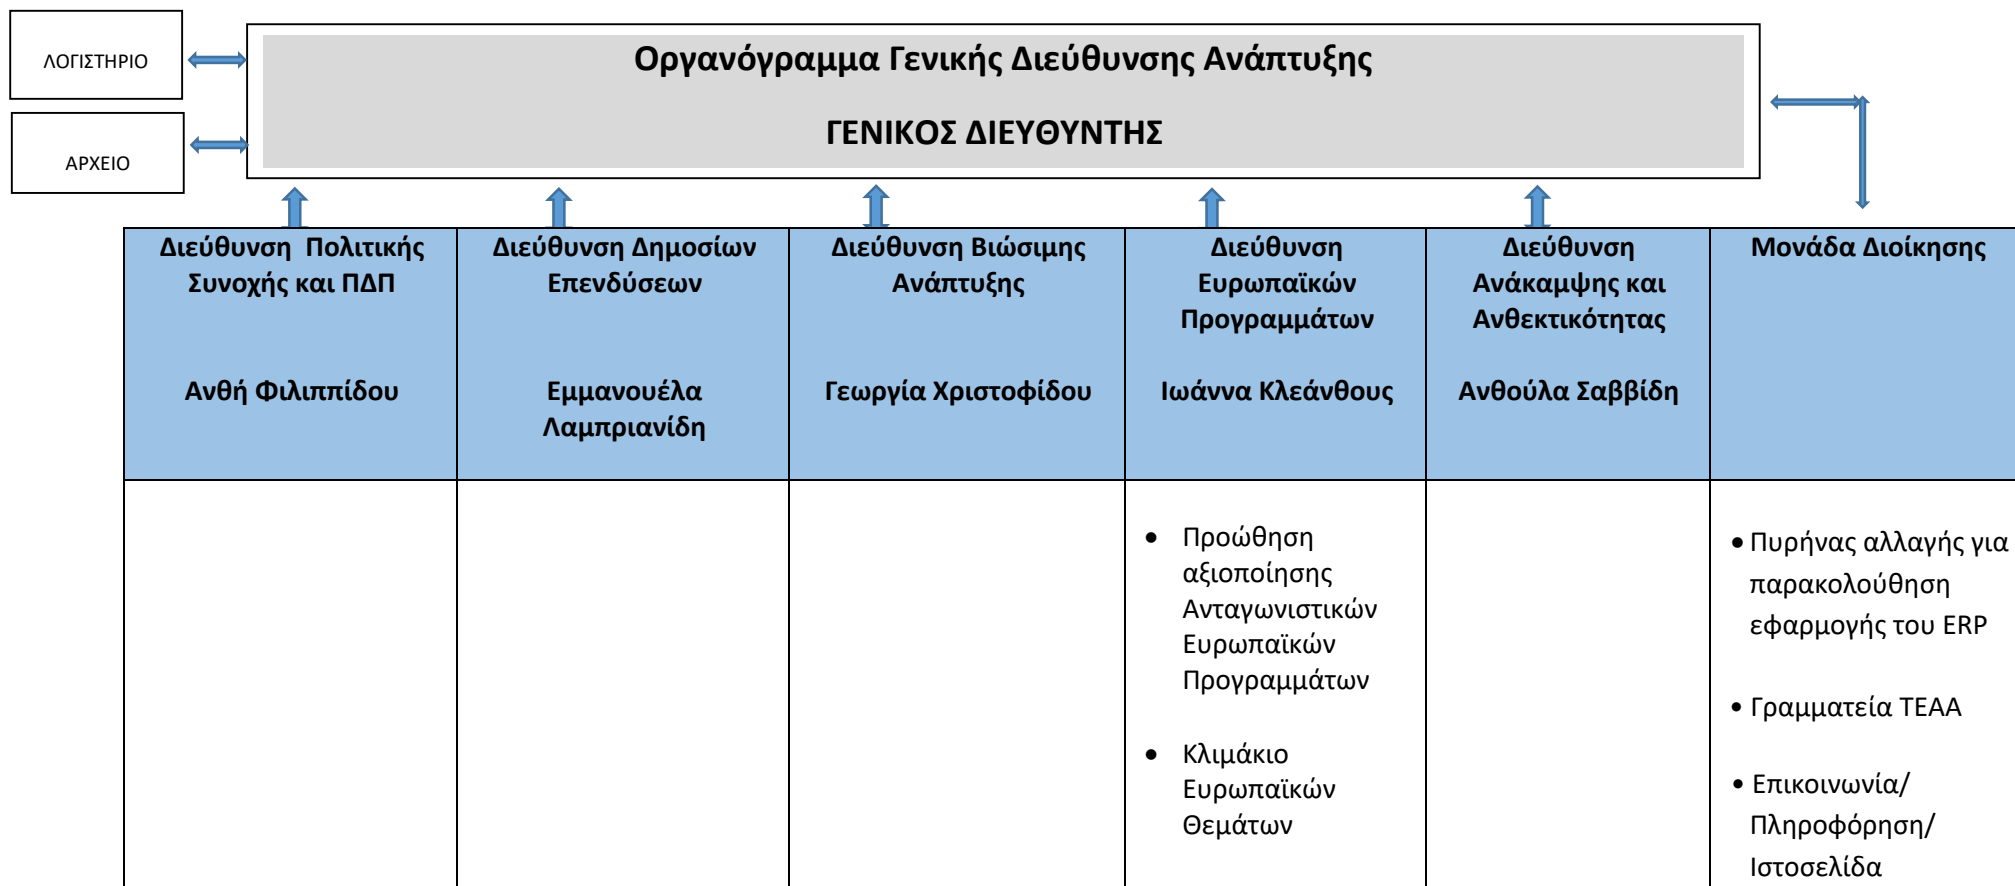 ΛΟΓΙΣΤΗΡΙΟ
ΑΡΧΕΙΟ
Οργανόγραμμα Γενικής Διεύθυνσης Ανάπτυξης
ΓΕΝΙΚΟΣ ΔΙΕΥΘΥΝΤΗΣ
Διεύθυνση Πολιτικής
Συνοχής και ΠΔΠ
Ανθή Φιλιππίδου
Διεύθυνση Δημοσίων
Επενδύσεων
Εμμανουέλα
Λαμπριανίδη
Διεύθυνση Βιώσιμης
Ανάπτυξης
Γεωργία Χριστοφίδου
Διεύθυνση
Ευρωπαϊκών
Προγραμμάτων
Ιωάννα Κλεάνθους
Διεύθυνση
Ανάκαμψης και
Ανθεκτικότητας
Ανθούλα Σαββίδη
Μονάδα Διοίκησης
• Προώθηση
αξιοποίησης
Ανταγωνιστικών
Ευρωπαϊκών
Προγραμμάτων
• Κλιμάκιο
Ευρωπαϊκών
Θεμάτων
• Πυρήνας αλλαγής για
παρακολούθηση
εφαρμογής του ERP
• Γραμματεία ΤΕΑΑ
• Επικοινωνία/
Πληροφόρηση/
Ιστοσελίδα